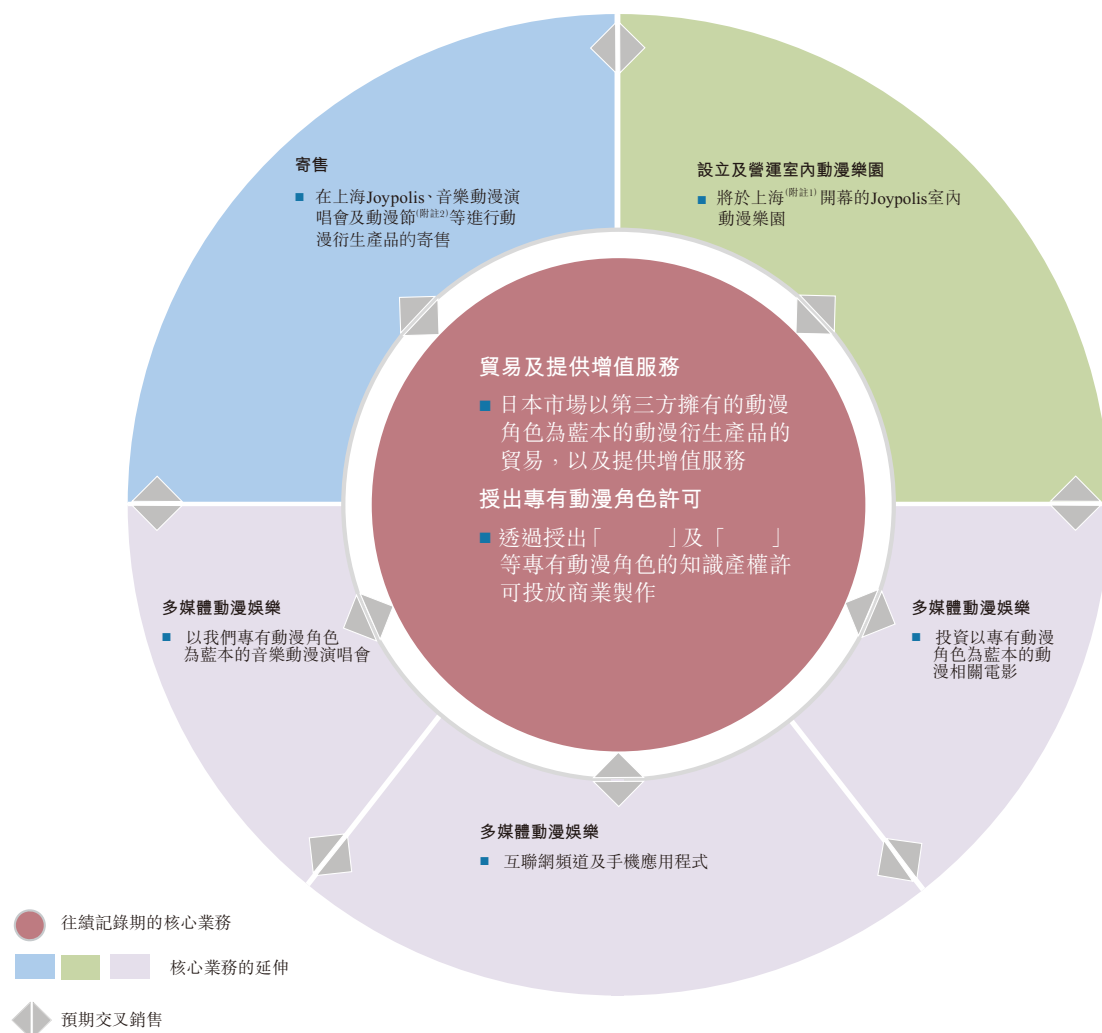 寄售
■ 在上海Joypolis、音樂動漫演
唱會及動漫節(附註2)等進行動
漫衍生產品的寄售
設立及營運室內動漫樂園
■ 將於上海(附註1)開幕的Joypolis室內
動漫樂園
貿易及提供增值服務
■ 日本市場以第三方擁有的動漫
角色為藍本的動漫衍生產品的
貿易，以及提供增值服務
授出專有動漫角色許可
■ 透過授出「　　　」及「　　」
等專有動漫角色的知識產權許
可投放商業製作
多媒體動漫娛樂
■ 以我們專有動漫角色
為藍本的音樂動漫演唱會
多媒體動漫娛樂
■ 投資以專有動漫
角色為藍本的動
漫相關電影
多媒體動漫娛樂
■ 互聯網頻道及手機應用程式
往績記錄期的核心業務
核心業務的延伸
預期交叉銷售